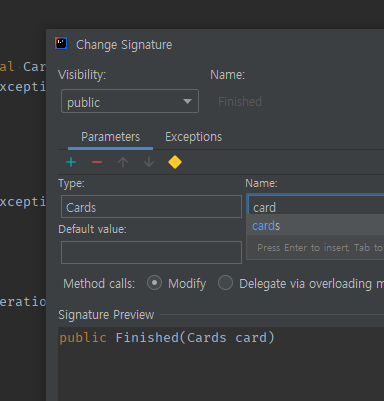 Change Signature
al Car
Visibility:
Name:
xcepti
public
Finished
Parameters
Exceptions
Type:
Name:
xcepti
Cards
card
Default value:
cards
Press Enter to insert, Tab to
Method calls:
Modify
Delegate via overloading m
eratio
Signature Preview
public Finished(Cards card)